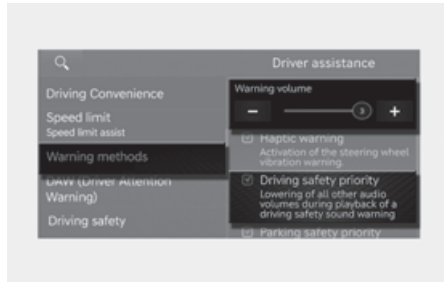 Driver assistance
Driving Convenience
Speed limit
Speed limit assist
Warning methods
DAW (Driver Attention
Warning)
Driving safety
Warning volume
− 3 +
Haptic warning
Activation of the steering wheel
vibration warning.
Driving safety priority
Lowering of all other audio
volumes during playback of a
driving safety sound warning
Parking safety priority